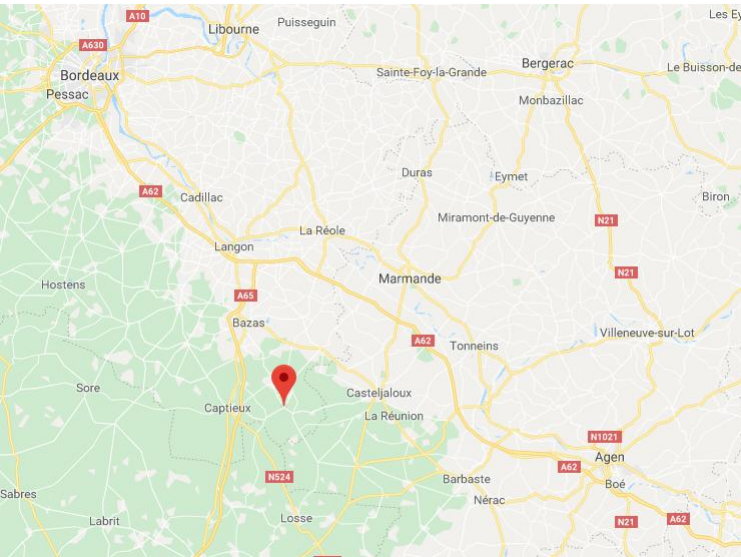 A10
Puisseguin
Les Ey
Libourne
A630
Bordeaux
Sainte-Foy-la-Grande
Bergerac
Le Buisson-de
Pessac
Monbazillac
Duras
Eymet
A62
Cadillac
Biron
Miramont-de-Guyenne
N21
La Réole
Langon
N21
Marmande
Hostens
A65
Bazas
A62
Tonneins
Villeneuve-sur-Lot
Sore
Casteljaloux
Captieux
La Réunion
N1021
Agen
A62
N524
Barbaste
Boé
Sabres
Nérac
Losse
Labrit
N21
A62